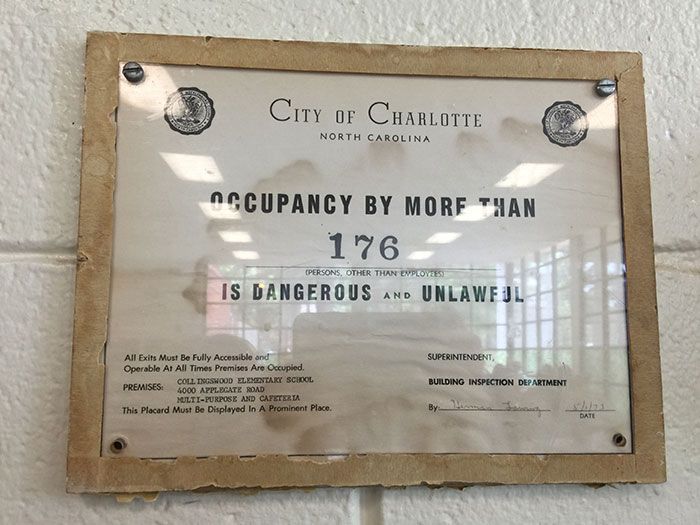 CITY OF CHARLOTTE
NORTH CAROLINA
OCCUPANCY BY MORE THAN
176
(PERSONS, OTHER THAN EMPLOYEES)
IS DANGEROUS AND UNLAWFUL
All Exits Must Be Fully Accessible and
Operable At All Times Premises Are Occupied.
PREMISES: COLLINGSWOOD ELEMENTARY SCHOOL
4000 APPLEGATE ROAD
MULTI-PURPOSE AND CAFETERIA
This Placard Must Be Displayed In A Prominent Place.
SUPERINTENDENT,
BUILDING INSPECTION DEPARTMENT
By: Herman
DATE